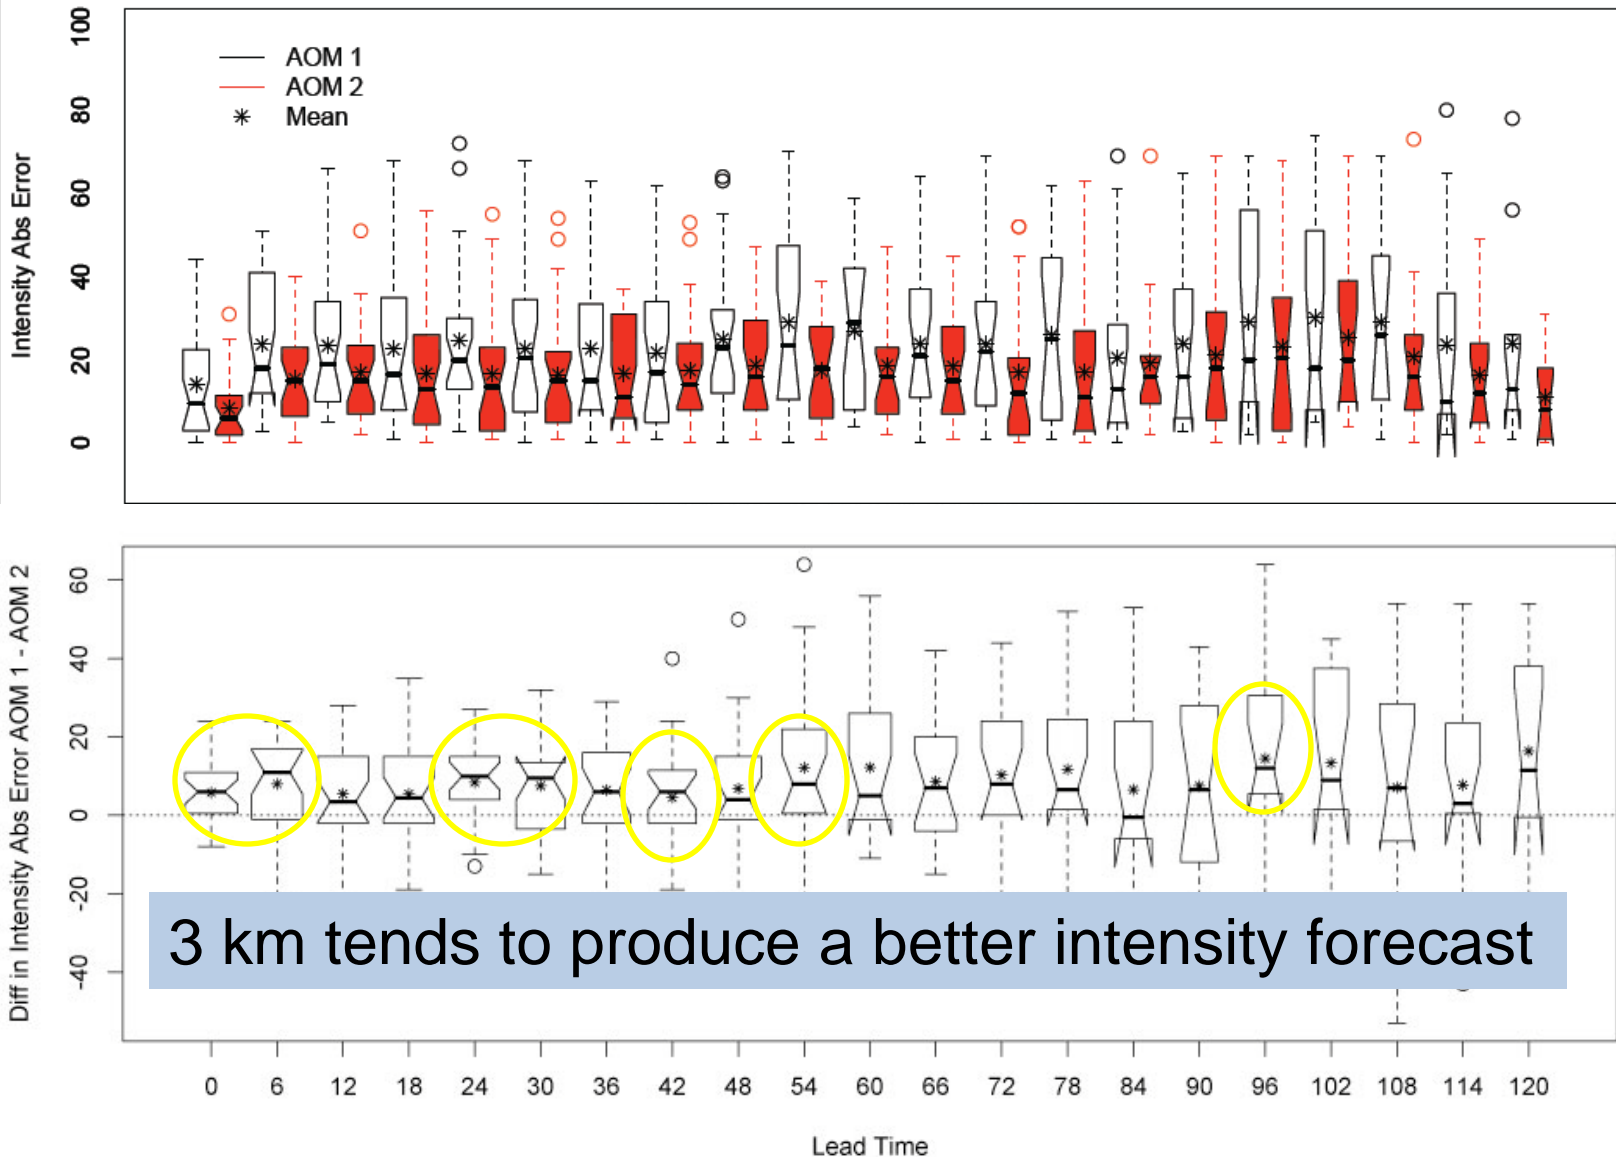 Intensity Abs Error
100
80
60
40
20
0
AOM 1
AOM 2
Mean
Diff in Intensity Abs Error AOM 1 - AOM 2
60
40
20
0
-20
-40
3 km tends to produce a better intensity forecast
0 6 12 18 24 30 36 42 48 54 60 66 72 78 84 90 96 102 108 114 120
Lead Time